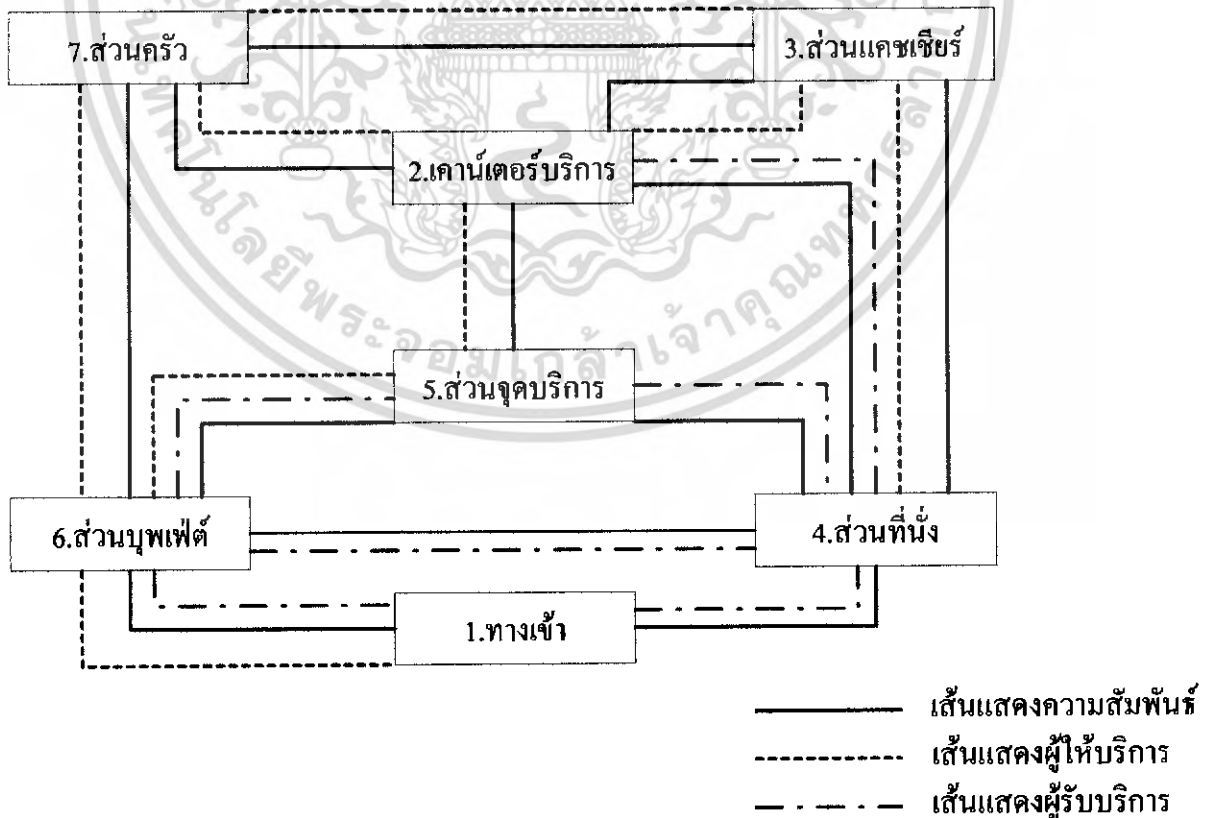 7.ส่วนครัว
3.ส่วนแคชเชียร์
2.เคาน์เตอร์บริการ
5.ส่วนจุดบริการ
6.ส่วนบุพเฟ่ต์
4.ส่วนที่นั่ง
1.ทางเข้า
เส้นแสดงความสัมพันธ์
เส้นแสดงผู้ให้บริการ
เส้นแสดงผู้รับบริการ